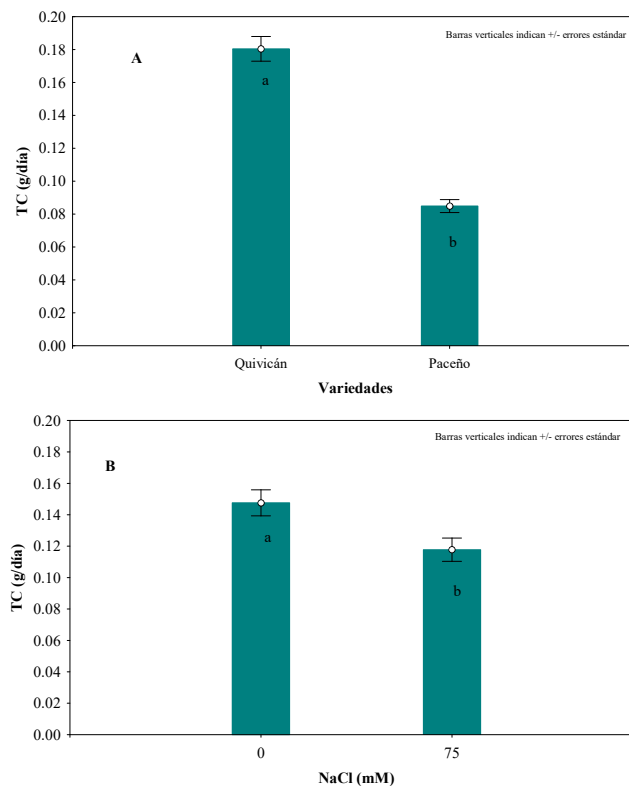 0.20
Barras verticales indican +/- errores estándar
A
0.18
a
0.16
0.14
0.12
TC (g/día)
0.10
0.08
b
0.06
0.04
0.02
0.00
Quivicán Paceño
Variedades
0.20
Barras verticales indican +/- errores estándar
B
0.18
0.16
0.14
a
0.12
TC (g/día)
0.10
b
0.08
0.06
0.04
0.02
0.00
0 75
NaCl (mM)